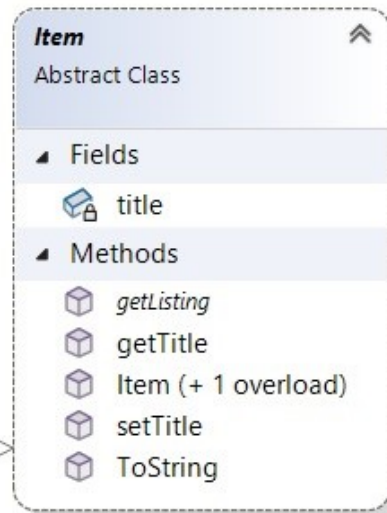 Item
Abstract Class
Fields
title
Methods
getListing
getTitle
Item (+ 1 overload)
setTitle
ToString